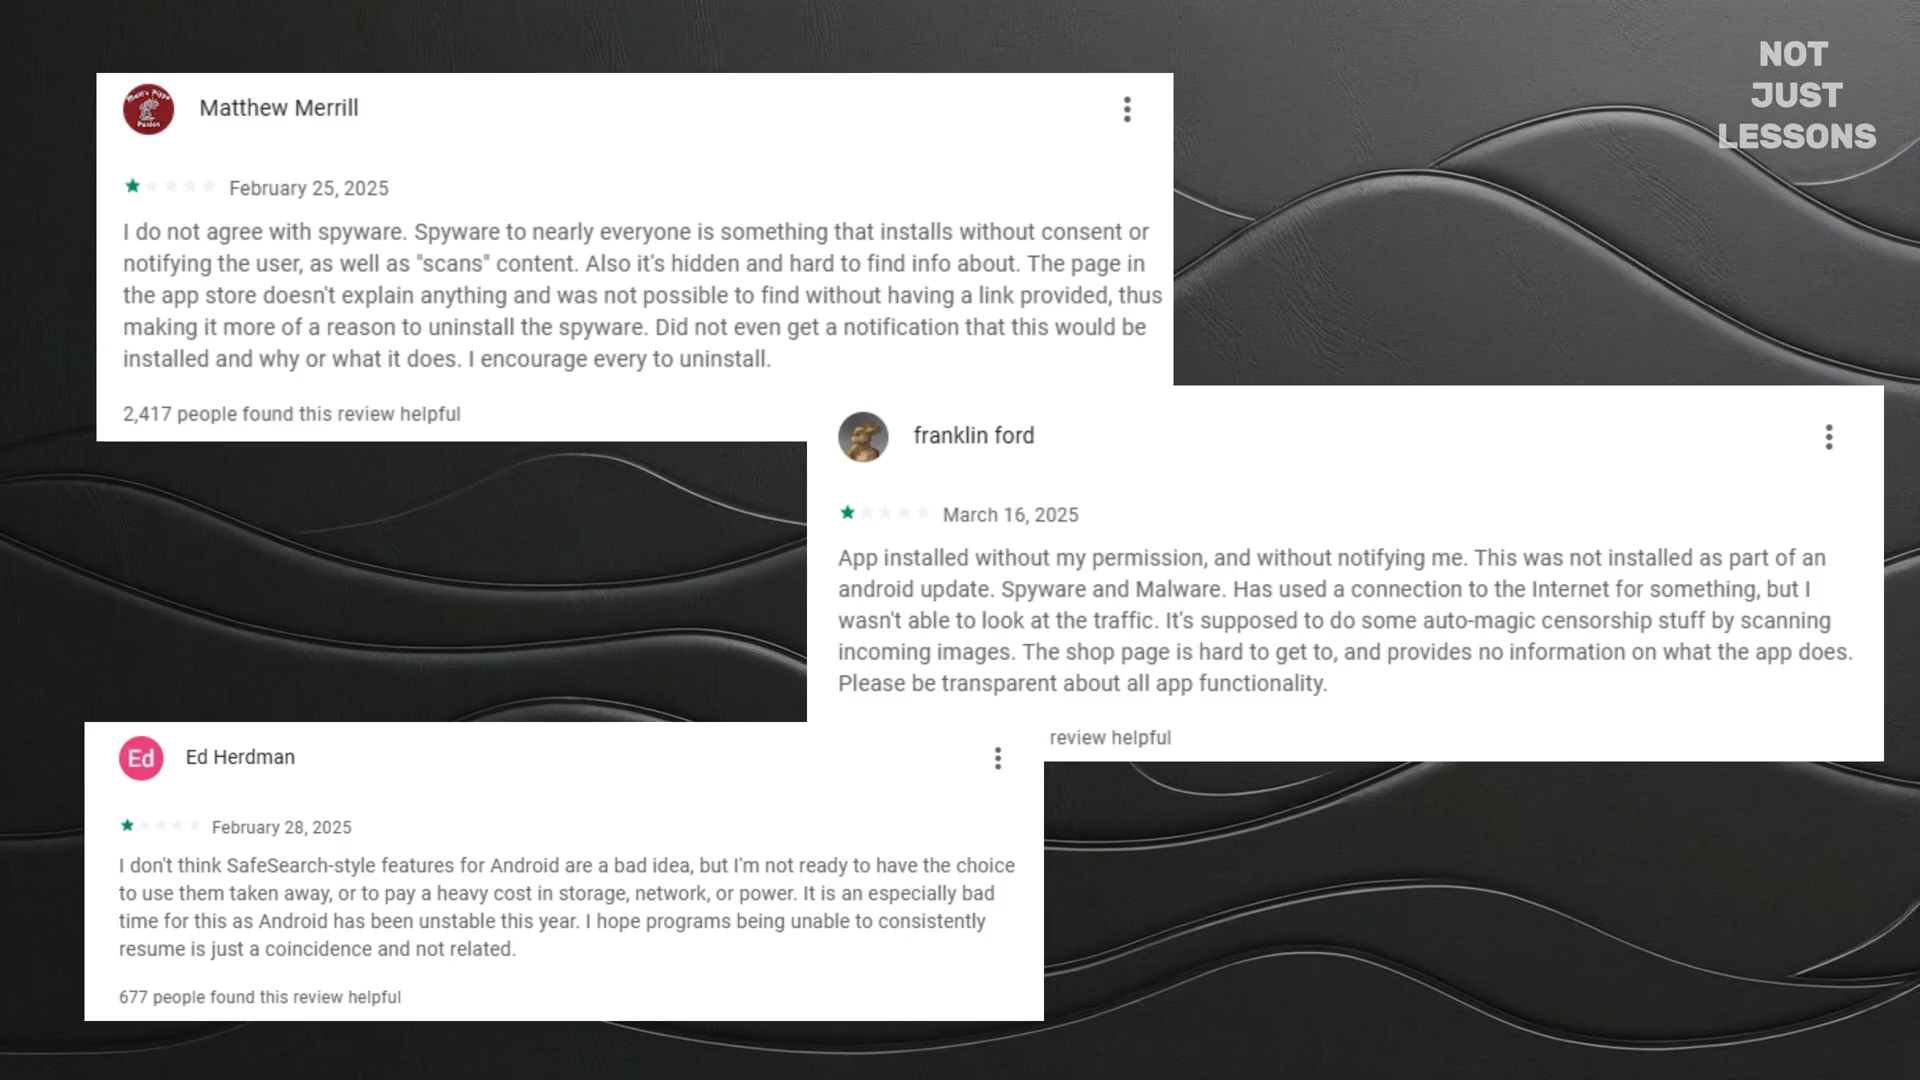 NOT
JUST
LESSONS
Matthew Merrill
February 25, 2025
I do not agree with spyware. Spyware to nearly everyone is something that installs without consent or
notifying the user, as well as "scans" content. Also it's hidden and hard to find info about. The page in
the app store doesn't explain anything and was not possible to find without having a link provided, thus
making it more of a reason to uninstall the spyware. Did not even get a notification that this would be
installed and why or what it does. I encourage every to uninstall.
2,417 people found this review helpful
franklin ford
March 16, 2025
App installed without my permission, and without notifying me. This was not installed as part of an
android update. Spyware and Malware. Has used a connection to the Internet for something, but I
wasn't able to look at the traffic. It's supposed to do some auto-magic censorship stuff by scanning
incoming images. The shop page is hard to get to, and provides no information on what the app does.
Please be transparent about all app functionality.
review helpful
Ed
Ed Herdman
February 28, 2025
I don't think SafeSearch-style features for Android are a bad idea, but I'm not ready to have the choice
to use them taken away, or to pay a heavy cost in storage, network, or power. It is an especially bad
time for this as Android has been unstable this year. I hope programs being unable to consistently
resume is just a coincidence and not related.
677 people found this review helpful